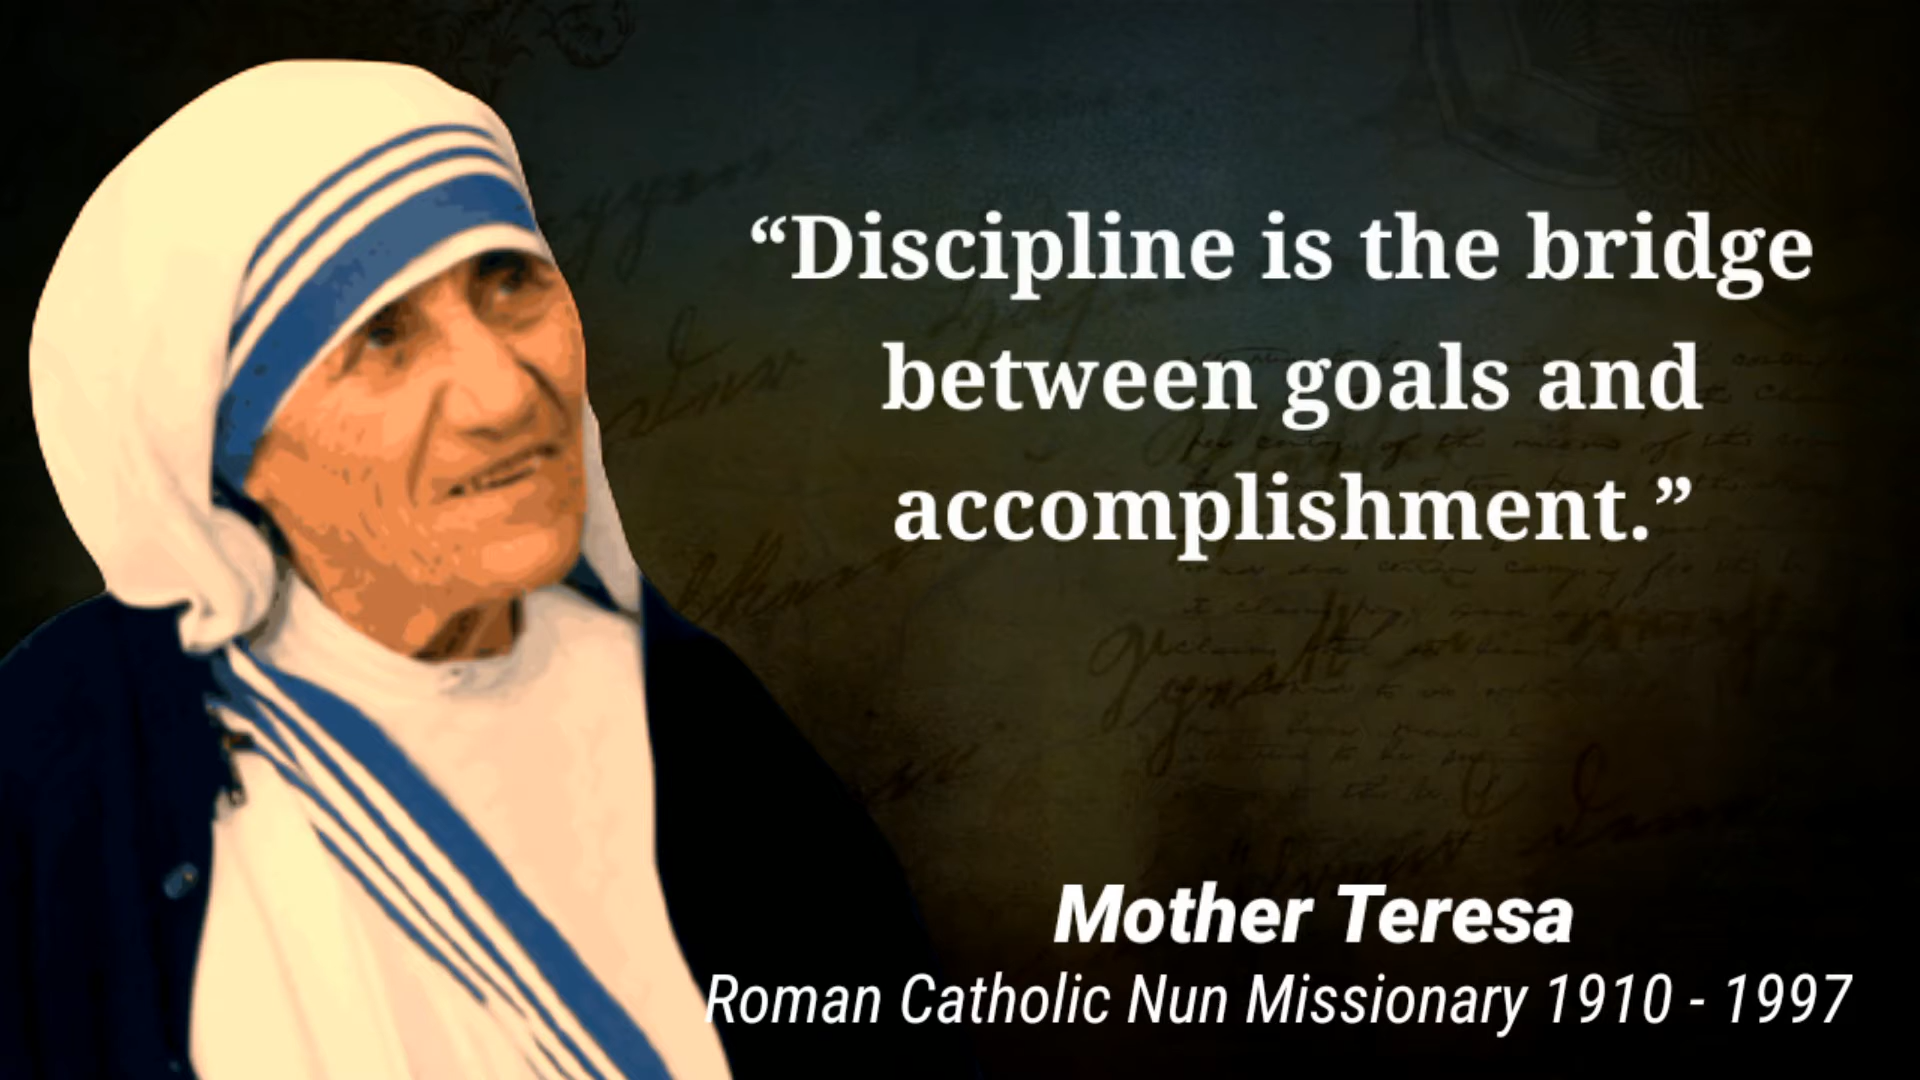 “Discipline is the bridge
between goals and
accomplishment.”
Mother Teresa
Roman Catholic Nun Missionary 1910 - 1997